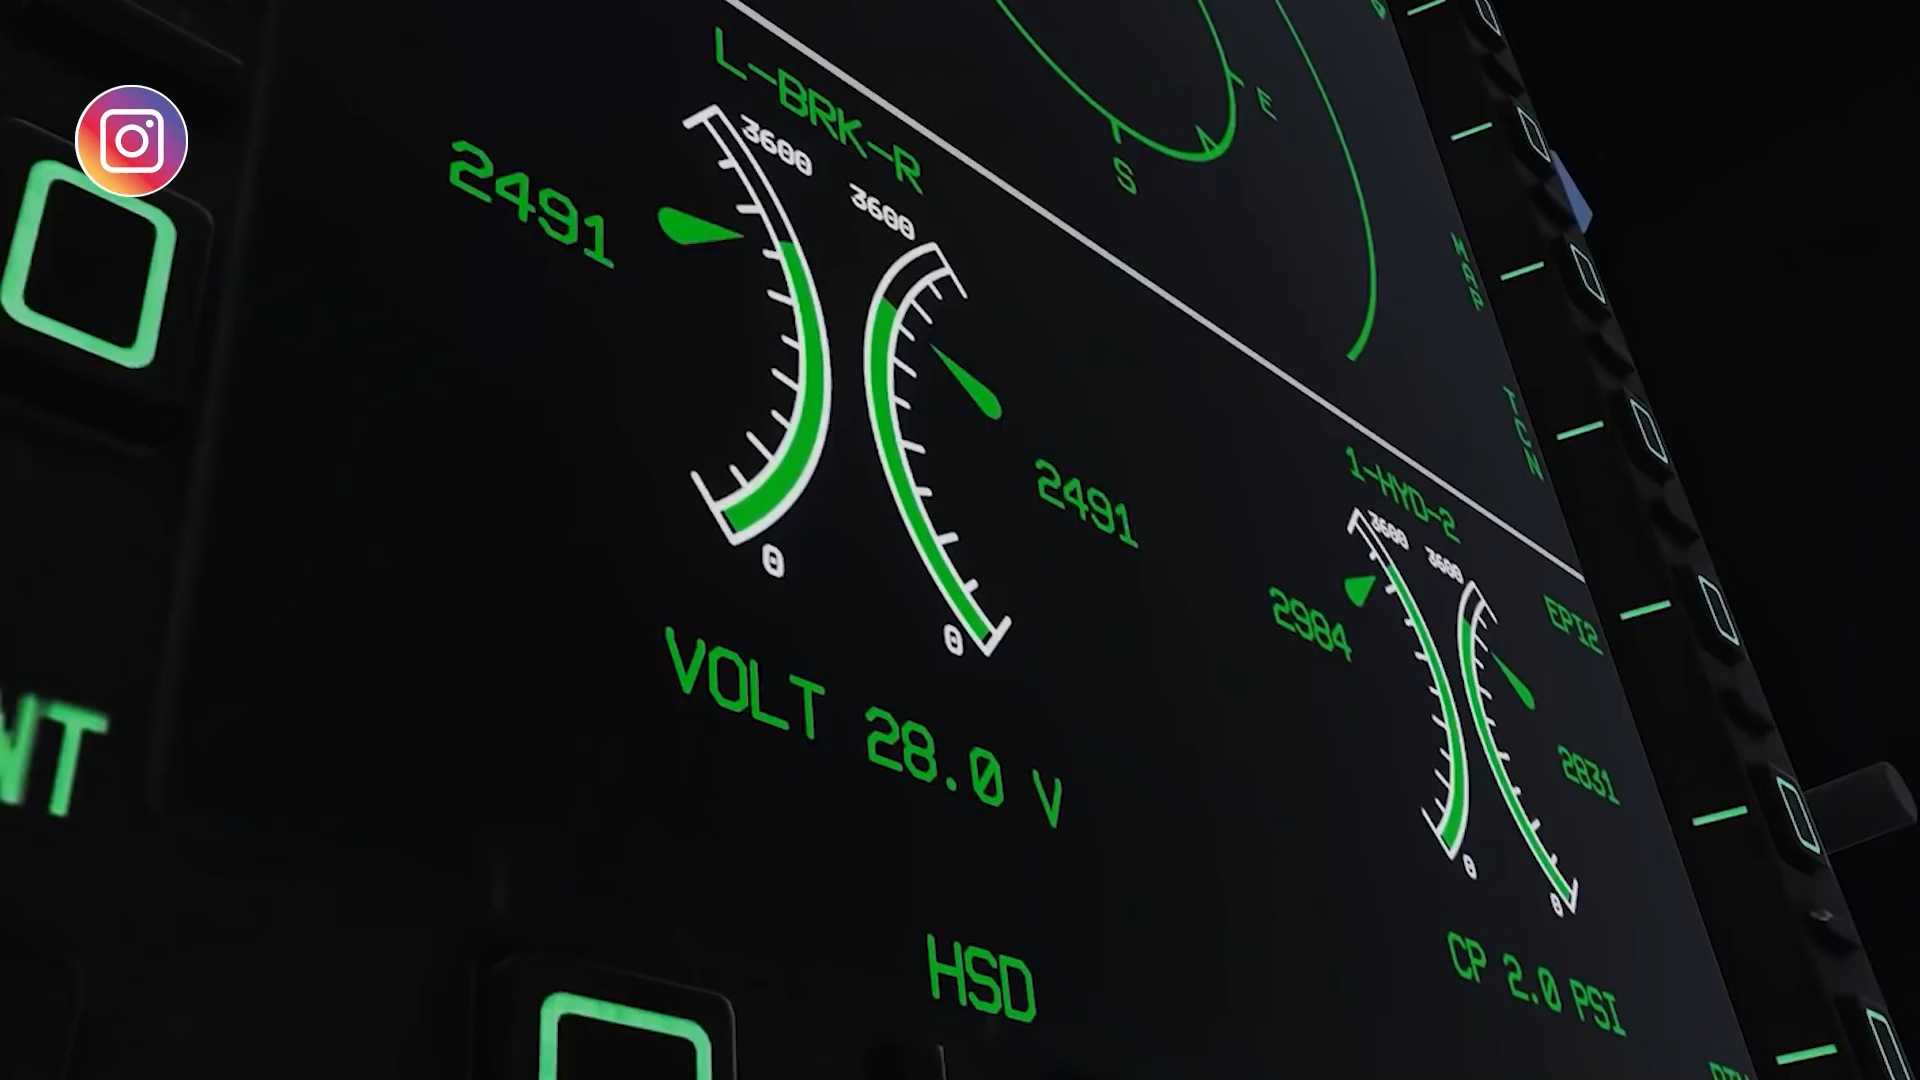 L-BRK-R
3600
3600
2491
2491
0
0
VOLT 28.0 V
HSD
S
E
MAP
TCN
1-HYD-2
3600
3600
2984
2831
0
0
CP 2.0 PSI
NT